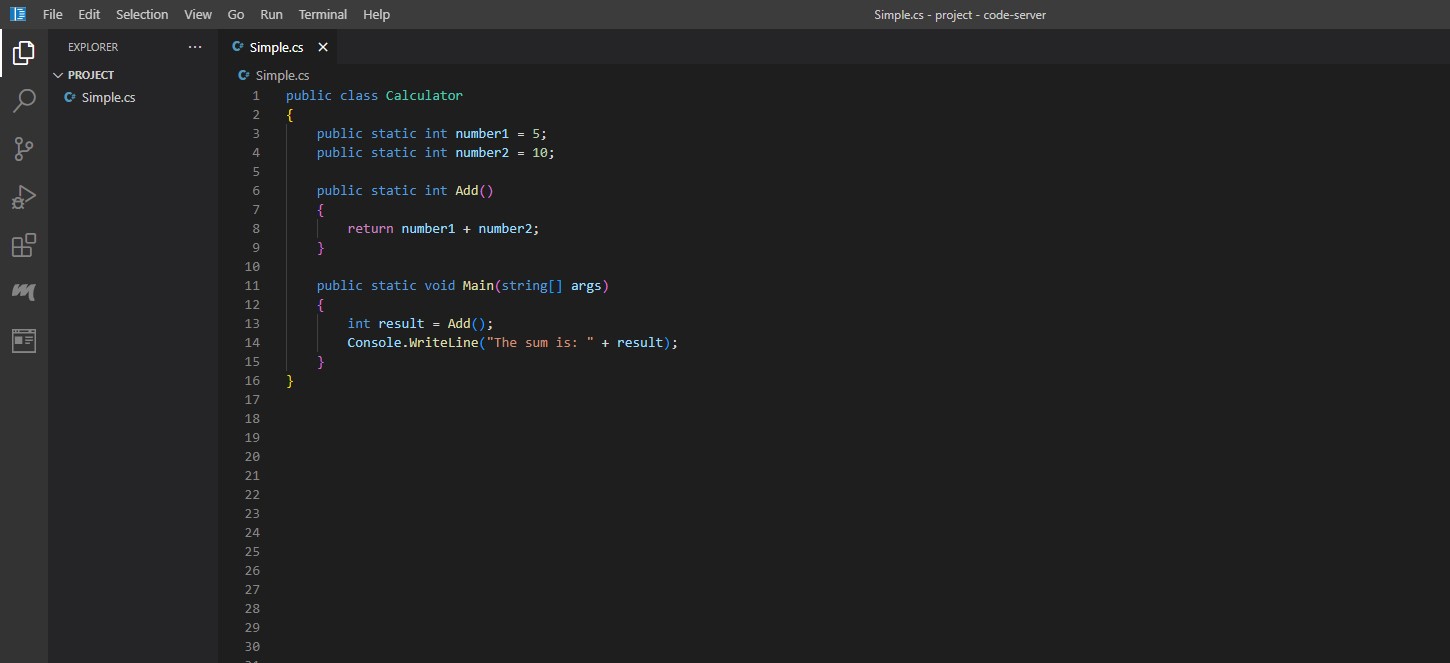 File Edit Selection View Go Run Terminal Help Simple.cs - project - code-server
EXPLORER ···
PROJECT
C# Simple.cs
C# Simple.cs ×
C# Simple.cs
1 public class Calculator
2 {
3 public static int number1 = 5;
4 public static int number2 = 10;
5
6 public static int Add()
7 {
8 return number1 + number2;
9 }
10
11 public static void Main(string[] args)
12 {
13 int result = Add();
14 Console.WriteLine("The sum is: " + result);
15 }
16 }
17
18
19
20
21
22
23
24
25
26
27
28
29
30